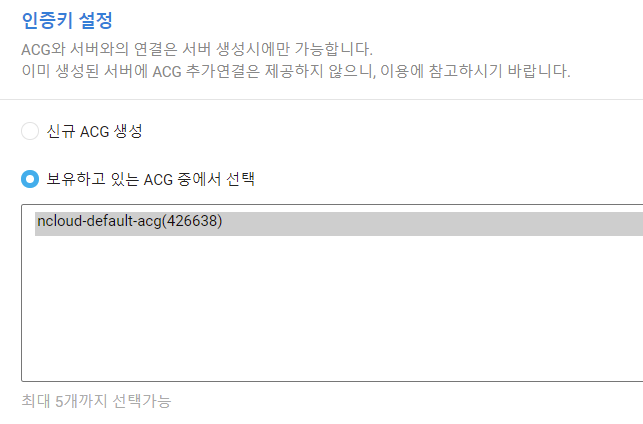 인증키 설정
ACG와 서버와의 연결은 서버 생성시에만 가능합니다.
이미 생성된 서버에 ACG 추가연결은 제공하지 않으니, 이용에 참고하시기 바랍니다.
신규 ACG 생성
보유하고 있는 ACG 중에서 선택
ncloud-default-acg(426638)
최대 5개까지 선택가능